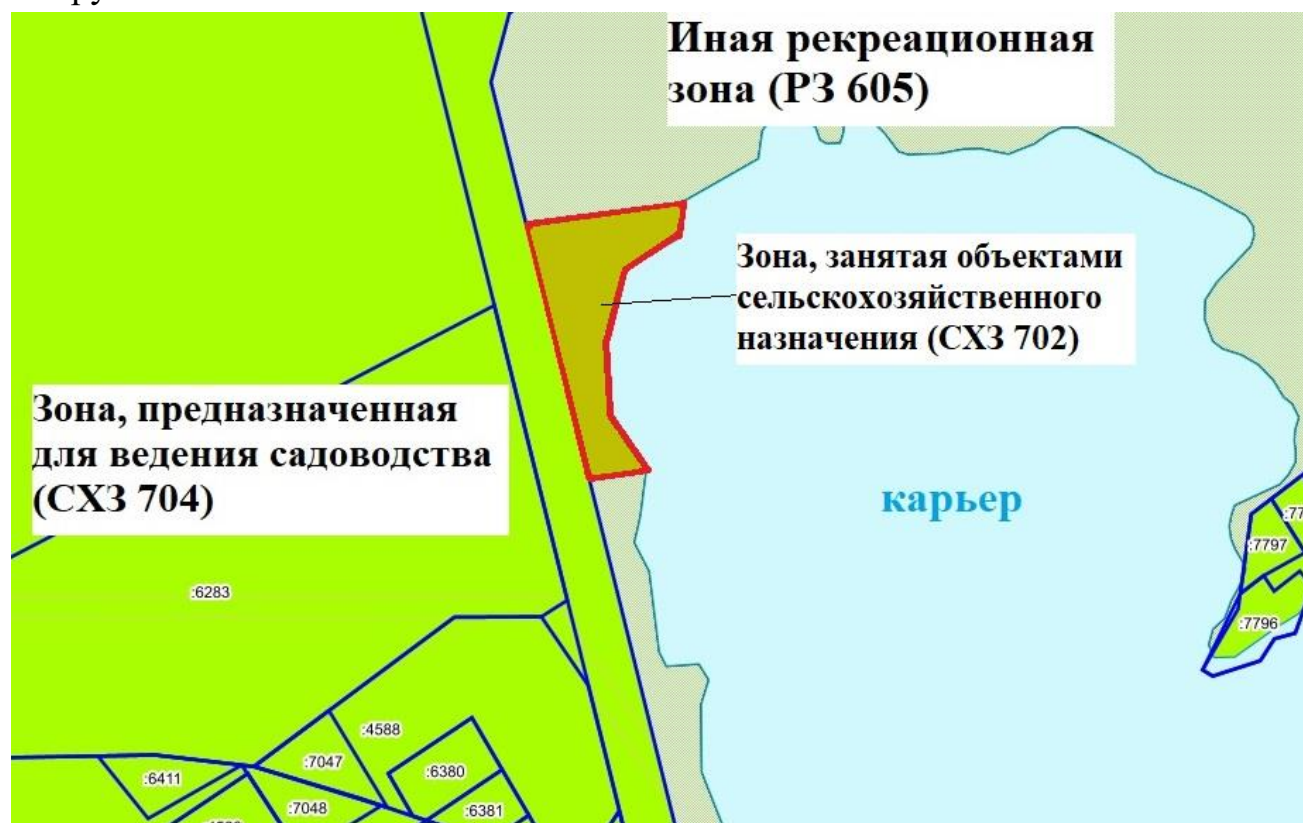 Иная рекреационная
зона (РЗ 605)
Зона, занятая объектами
сельскохозяйственного
назначения (СХЗ 702)
Зона, предназначенная
для ведения садоводства
(СХЗ 704)
карьер
:7797
:6283
:7796
:4588
:7047
:6380
:6411
:7048
:6381